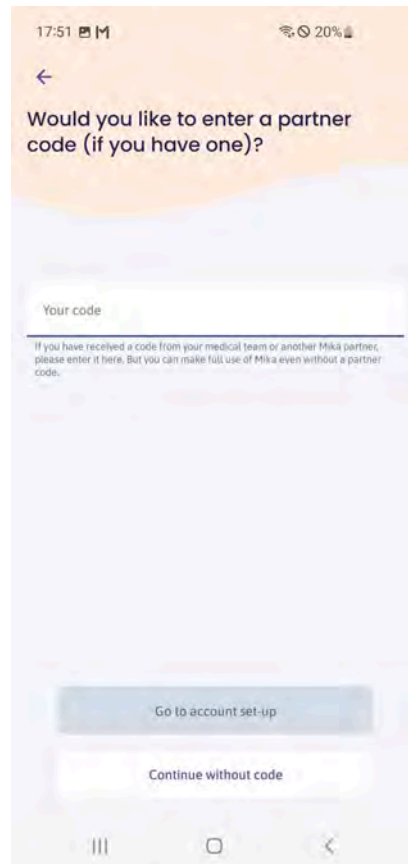 17:51 M 20%
Would you like to enter a partner
code (if you have one)?
Your code
If you have received a code from your medical team or another Mika partner,
please enter it here. But you can make full use of Mika even without a partner
code.
Go to account set-up
Continue without code